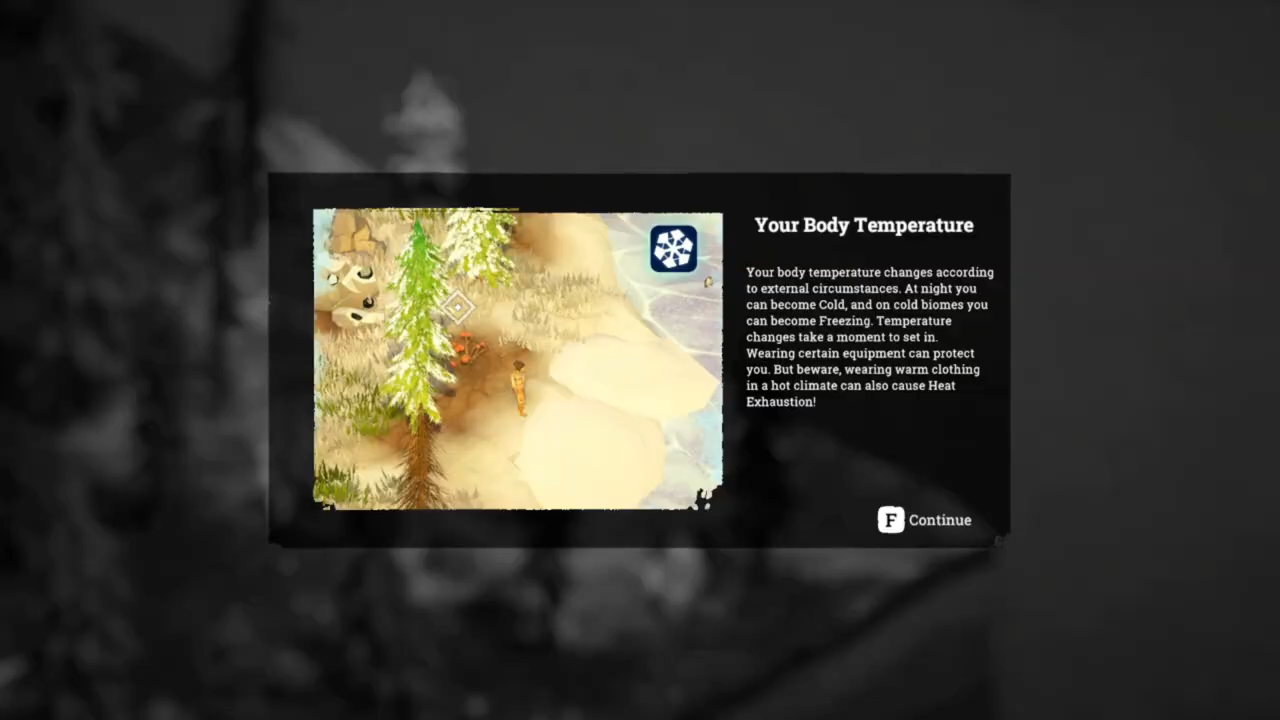 Your Body Temperature
Your body temperature changes according
to external circumstances. At night you
can become Cold, and on cold biomes you
can become Freezing. Temperature
changes take a moment to set in.
Wearing certain equipment can protect
you. But beware, wearing warm clothing
in a hot climate can also cause Heat
Exhaustion!
F Continue